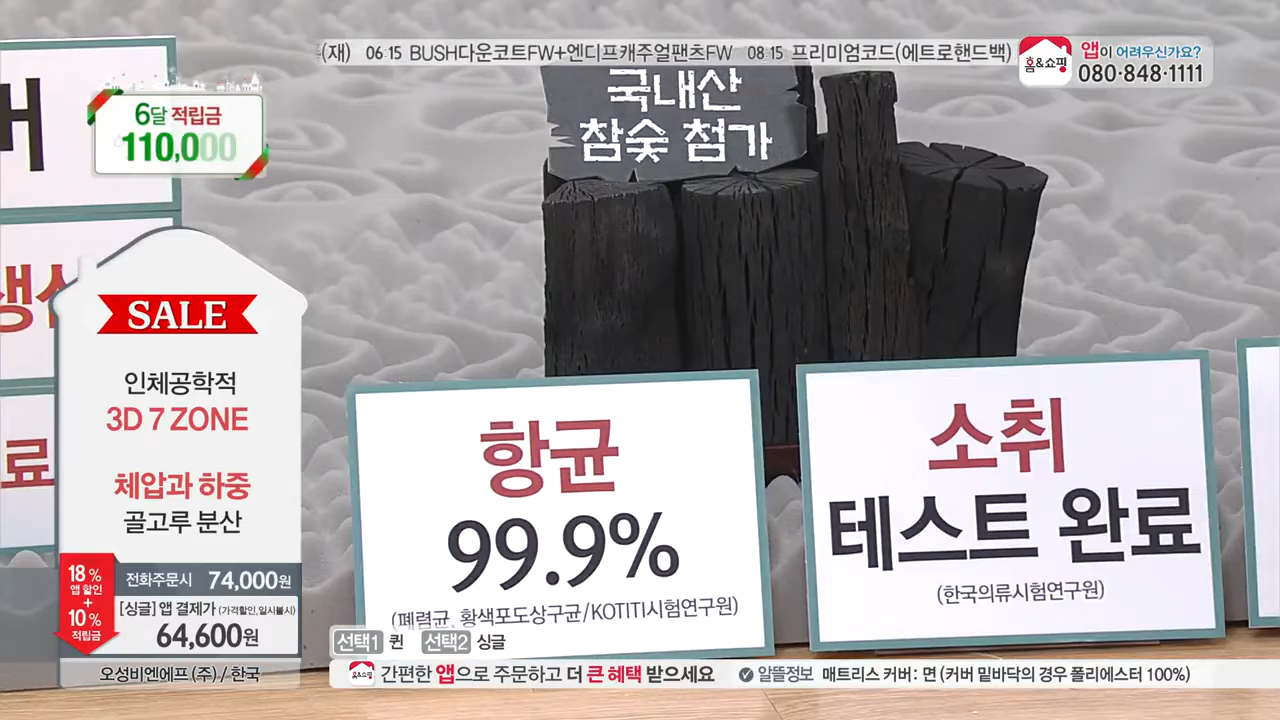 (재) 06:15 BUSH다운코트FW+엔디프캐주얼팬츠FW 08:15 프리미엄코드(에트로핸드백)
홈&쇼핑
앱이 어려우신가요?
080·848·1111
6달 적립금
110,000
국내산
참숯 첨가
SALE
인체공학적
3D 7 ZONE
체압과 하중
골고루 분산
료
항균
99.9%
(폐렴균, 황색포도상구균/KOTITI시험연구원)
소취
테스트 완료
(한국의류시험연구원)
18%
앱 할인
+
10%
적립금
전화주문시 74,000원
[싱글] 앱 결제가 (가격할인,일시불시)
64,600원
선택1 퀸 선택2 싱글
오성비엔에프 (주) / 한국
홈&쇼핑 간편한 앱으로 주문하고 더 큰 혜택 받으세요
알뜰정보 매트리스 커버 : 면 (커버 밑바닥의 경우 폴리에스터 100%)